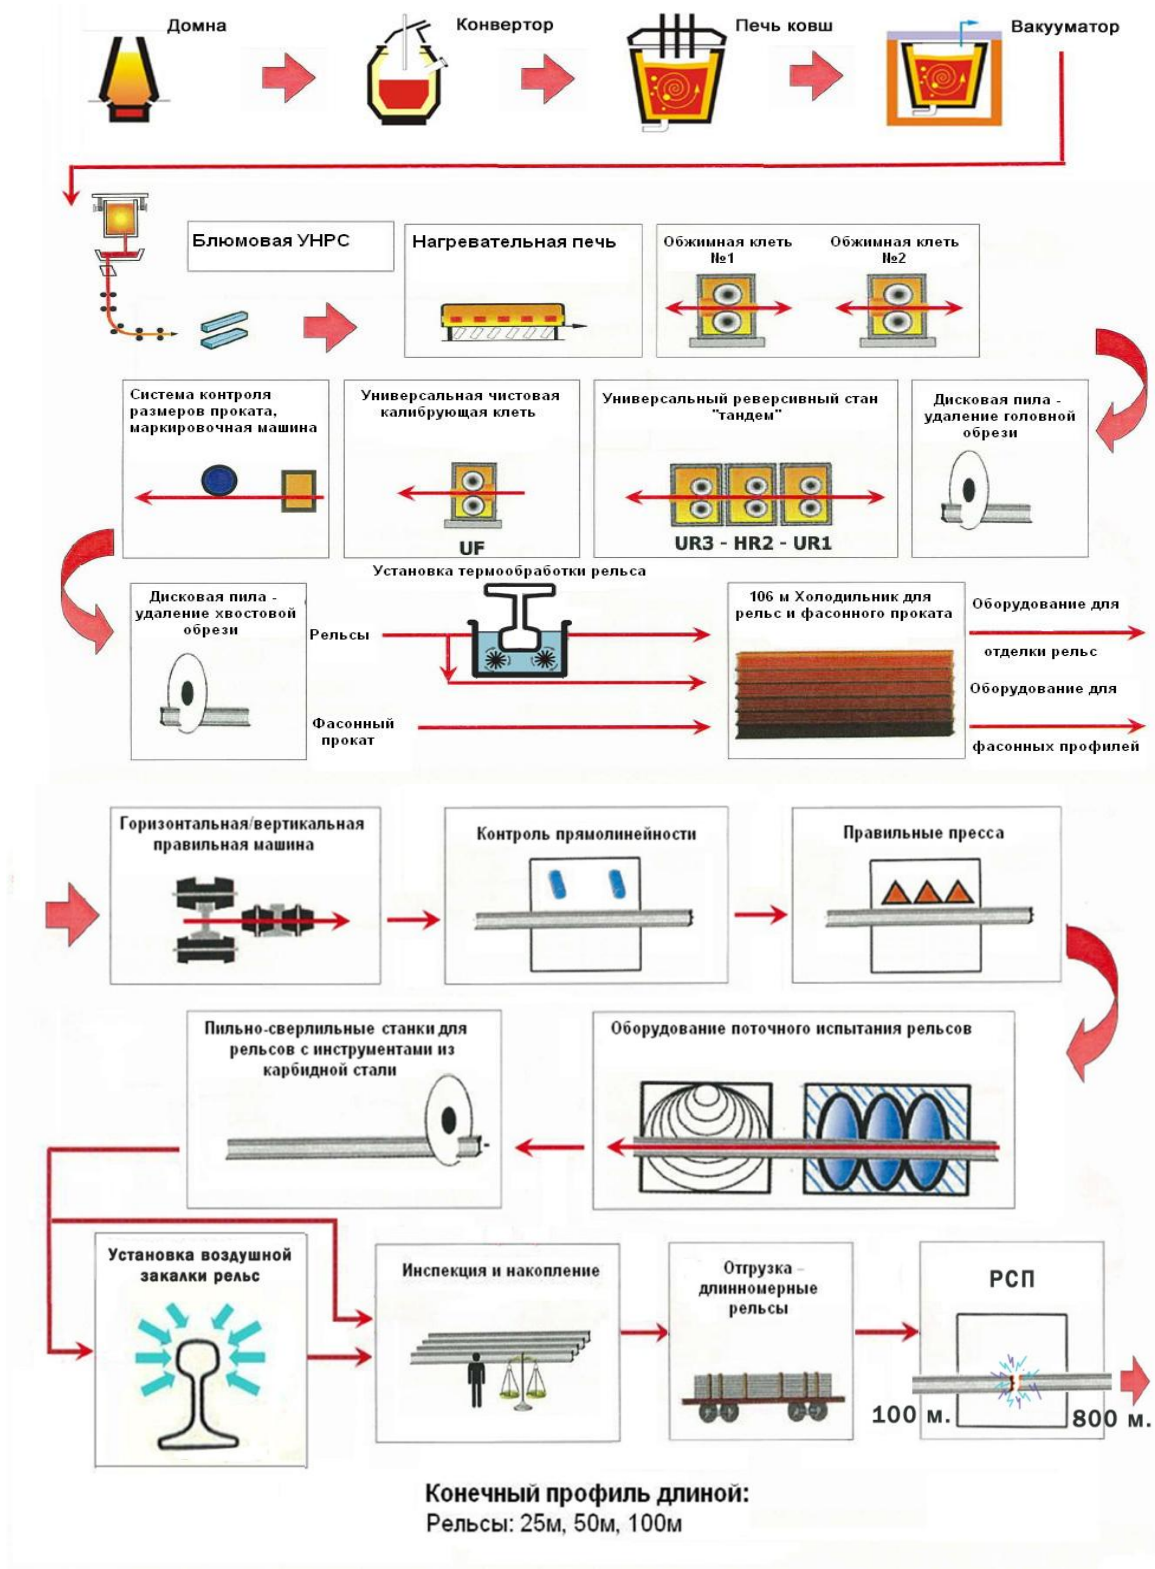 Домна
Конвертор
Печь ковш
Вакууматор
Блюмовая УНРС
Нагревательная печь
Обжимная клеть
№1
Обжимная клеть
№2
Система контроля
размеров проката,
маркировочная машина
Универсальная чистовая
калибрующая клеть
UF
Универсальный реверсивный стан
"тандем"
UR3 - HR2 - UR1
Дисковая пила -
удаление головной
обрези
Дисковая пила -
удаление хвостовой
обрези
Установка термообработки рельса
Рельсы
Фасонный
прокат
106 м Холодильник для
рельс и фасонного проката
Оборудование для
отделки рельс
Оборудование для
фасонных профилей
Горизонтальная/вертикальная
правильная машина
Контроль прямолинейности
Правильные пресса
Пильно-сверлильные станки для
рельсов с инструментами из
карбидной стали
Оборудование поточного испытания рельсов
Установка воздушной
закалки рельс
Инспекция и накопление
Отгрузка -
длинномерные
рельсы
РСП
100 м.
800 м.
Конечный профиль длиной:
Рельсы: 25м, 50м, 100м